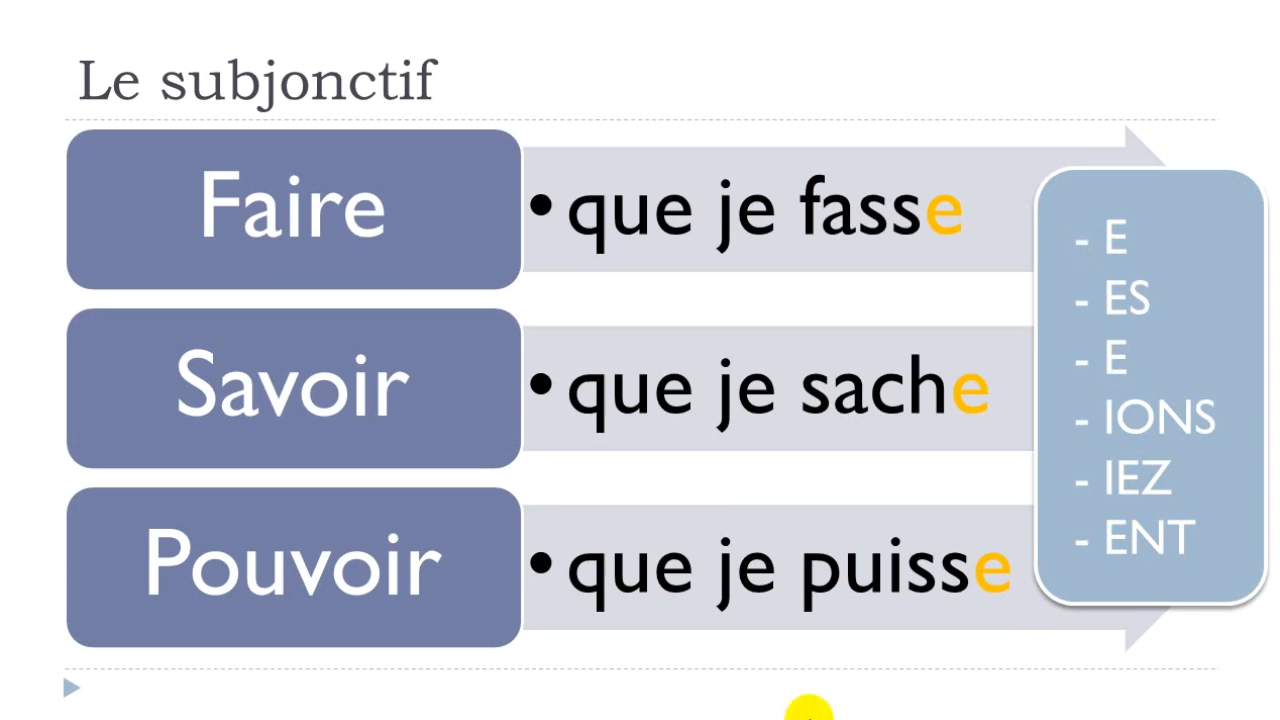 Le subjonctif
Faire
• que je fasse
Savoir
• que je sache
Pouvoir
• que je puisse
- E
- ES
- E
- IONS
- IEZ
- ENT